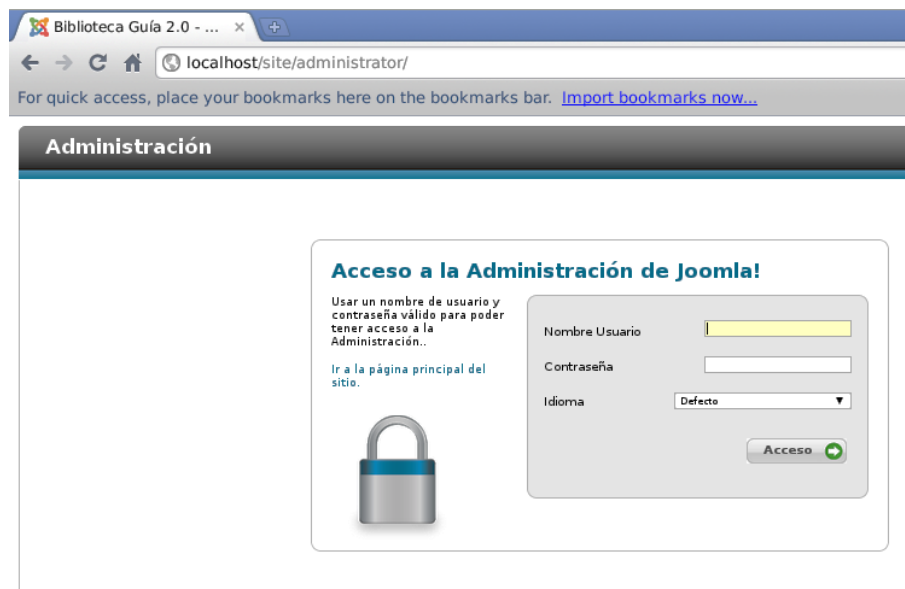 Biblioteca Guía 2.0 - ...
localhost/site/administrator/
For quick access, place your bookmarks here on the bookmarks bar. Import bookmarks now...
Administración
Acceso a la Administración de Joomla!
Usar un nombre de usuario y
contraseña válido para poder
tener acceso a la
Administración..
Ir a la página principal del
sitio.
Nombre Usuario
Contraseña
Idioma
Defecto
Acceso